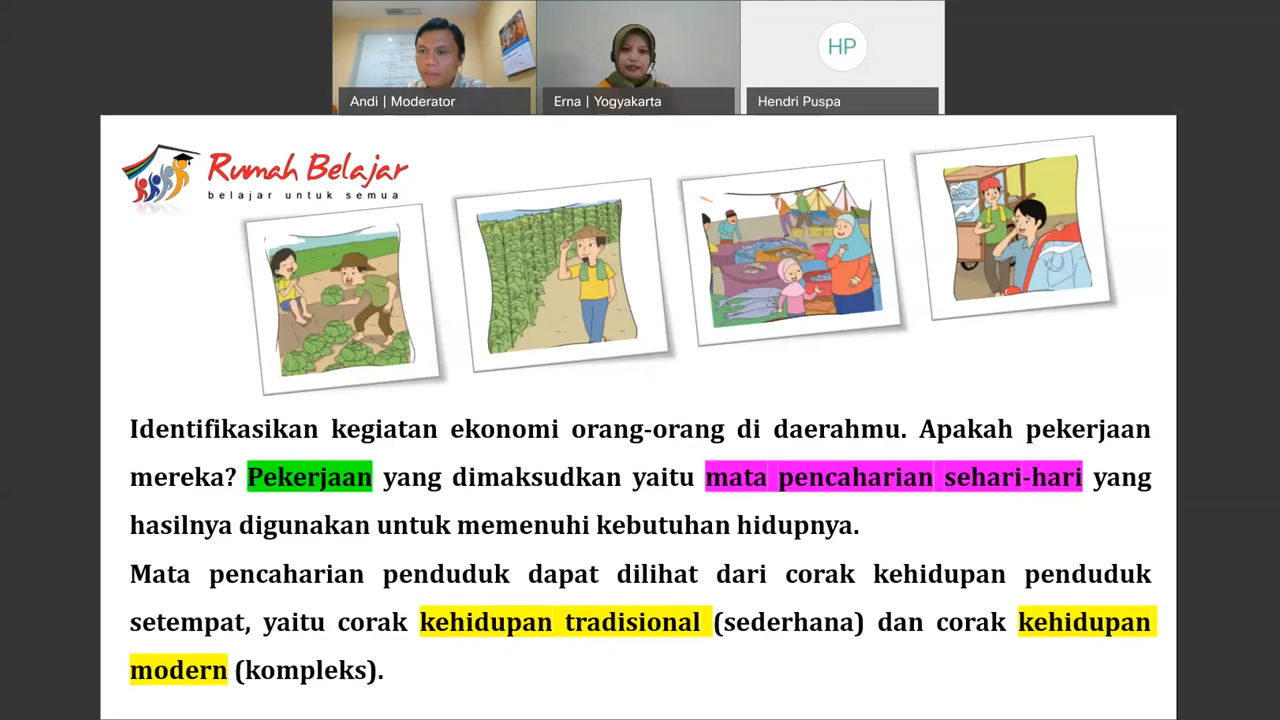 Andi | Moderator
Erna | Yogyakarta
HP
Hendri Puspa
Rumah Belajar
belajar untuk semua
Identifikasikan kegiatan ekonomi orang-orang di daerahmu. Apakah pekerjaan
mereka? Pekerjaan yang dimaksudkan yaitu mata pencaharian sehari-hari yang
hasilnya digunakan untuk memenuhi kebutuhan hidupnya.
Mata pencaharian penduduk dapat dilihat dari corak kehidupan penduduk
setempat, yaitu corak kehidupan tradisional (sederhana) dan corak kehidupan
modern (kompleks).